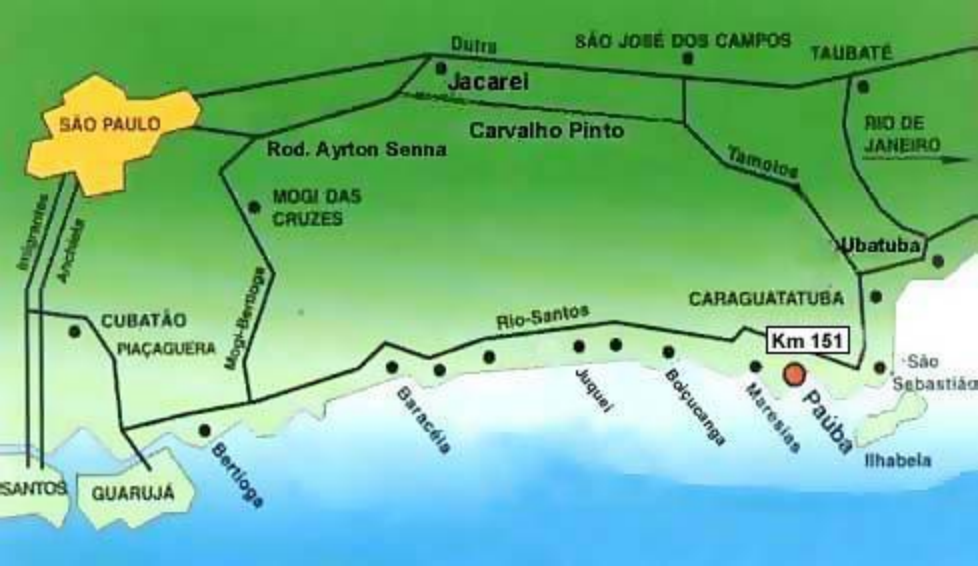 Dutra
SÃO JOSÉ DOS CAMPOS
TAUBATÉ
Jacarei
SÃO PAULO
Carvalho Pinto
RIO DE
JANEIRO
Rod. Ayrton Senna
Tamoios
MOGI DAS
CRUZES
Imigrantes
Anchieta
Ubatuba
CARAGUATATUBA
Mogi-Bertioga
Rio-Santos
CUBATÃO
PIAÇAGUERA
Km 151
São
Sebastião
Baracéia
Juquei
Boiçucanga
Maresias
Paúba
Ilhabela
Bertioga
SANTOS
GUARUJÁ